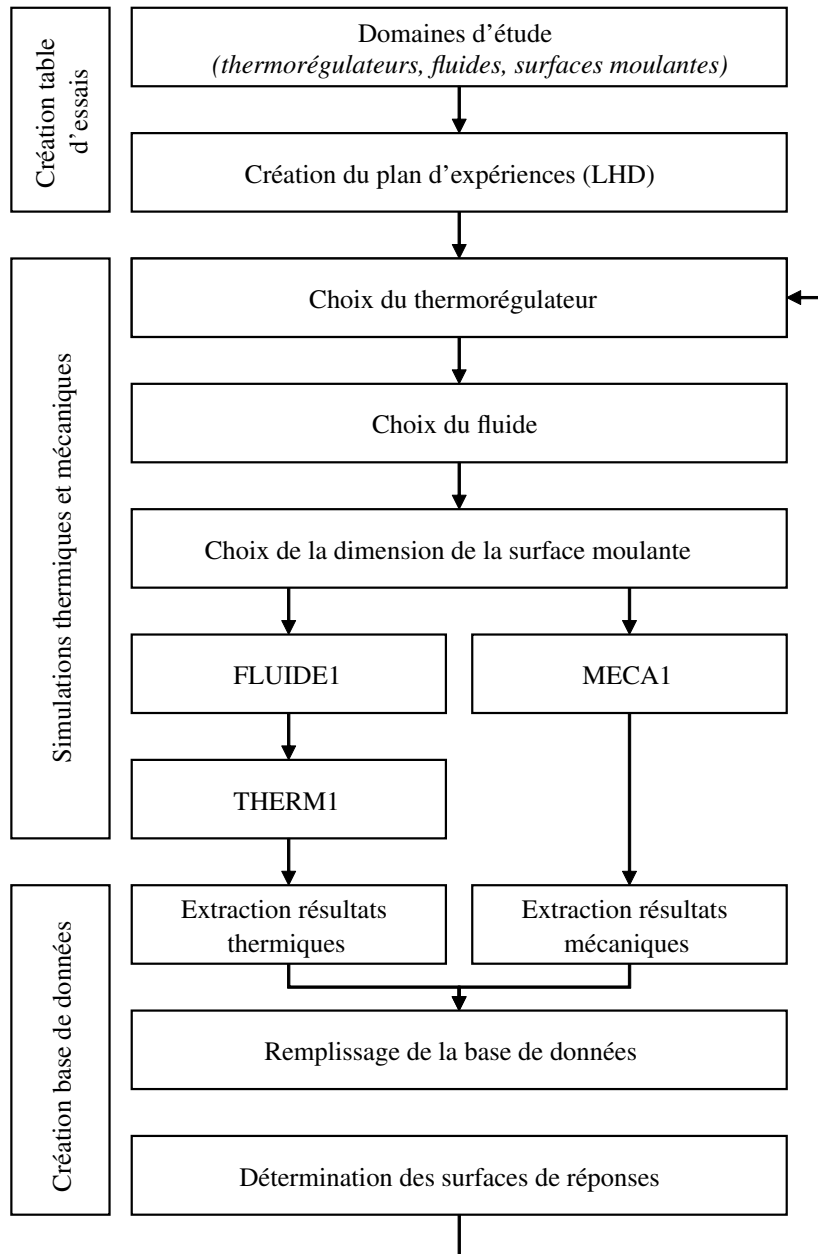 Création table
d’essais
Domaines d’étude
(thermorégulateurs, fluides, surfaces moulantes)
Création du plan d’expériences (LHD)
Simulations thermiques et mécaniques
Choix du thermorégulateur
Choix du fluide
Choix de la dimension de la surface moulante
FLUIDE1
MECA1
THERM1
Création base de données
Extraction résultats
thermiques
Extraction résultats
mécaniques
Remplissage de la base de données
Détermination des surfaces de réponses